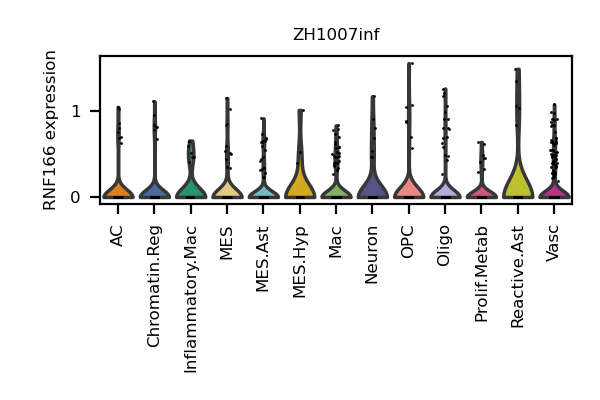 ZH1007inf
RNF166 expression
1
0
AC
Chromatin.Reg
Inflammatory.Mac
MES
MES.Ast
MES.Hyp
Mac
Neuron
OPC
Oligo
Prolif.Metab
Reactive.Ast
Vasc